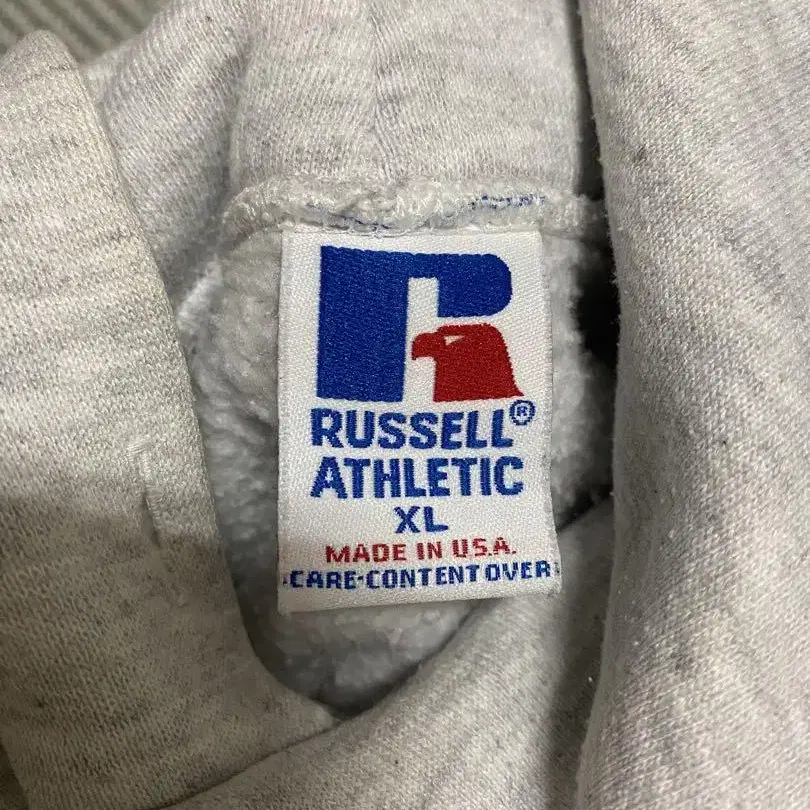 RUSSELL®
ATHLETIC
XL
MADE IN U.S.A.
CARE-CONTENT OVER